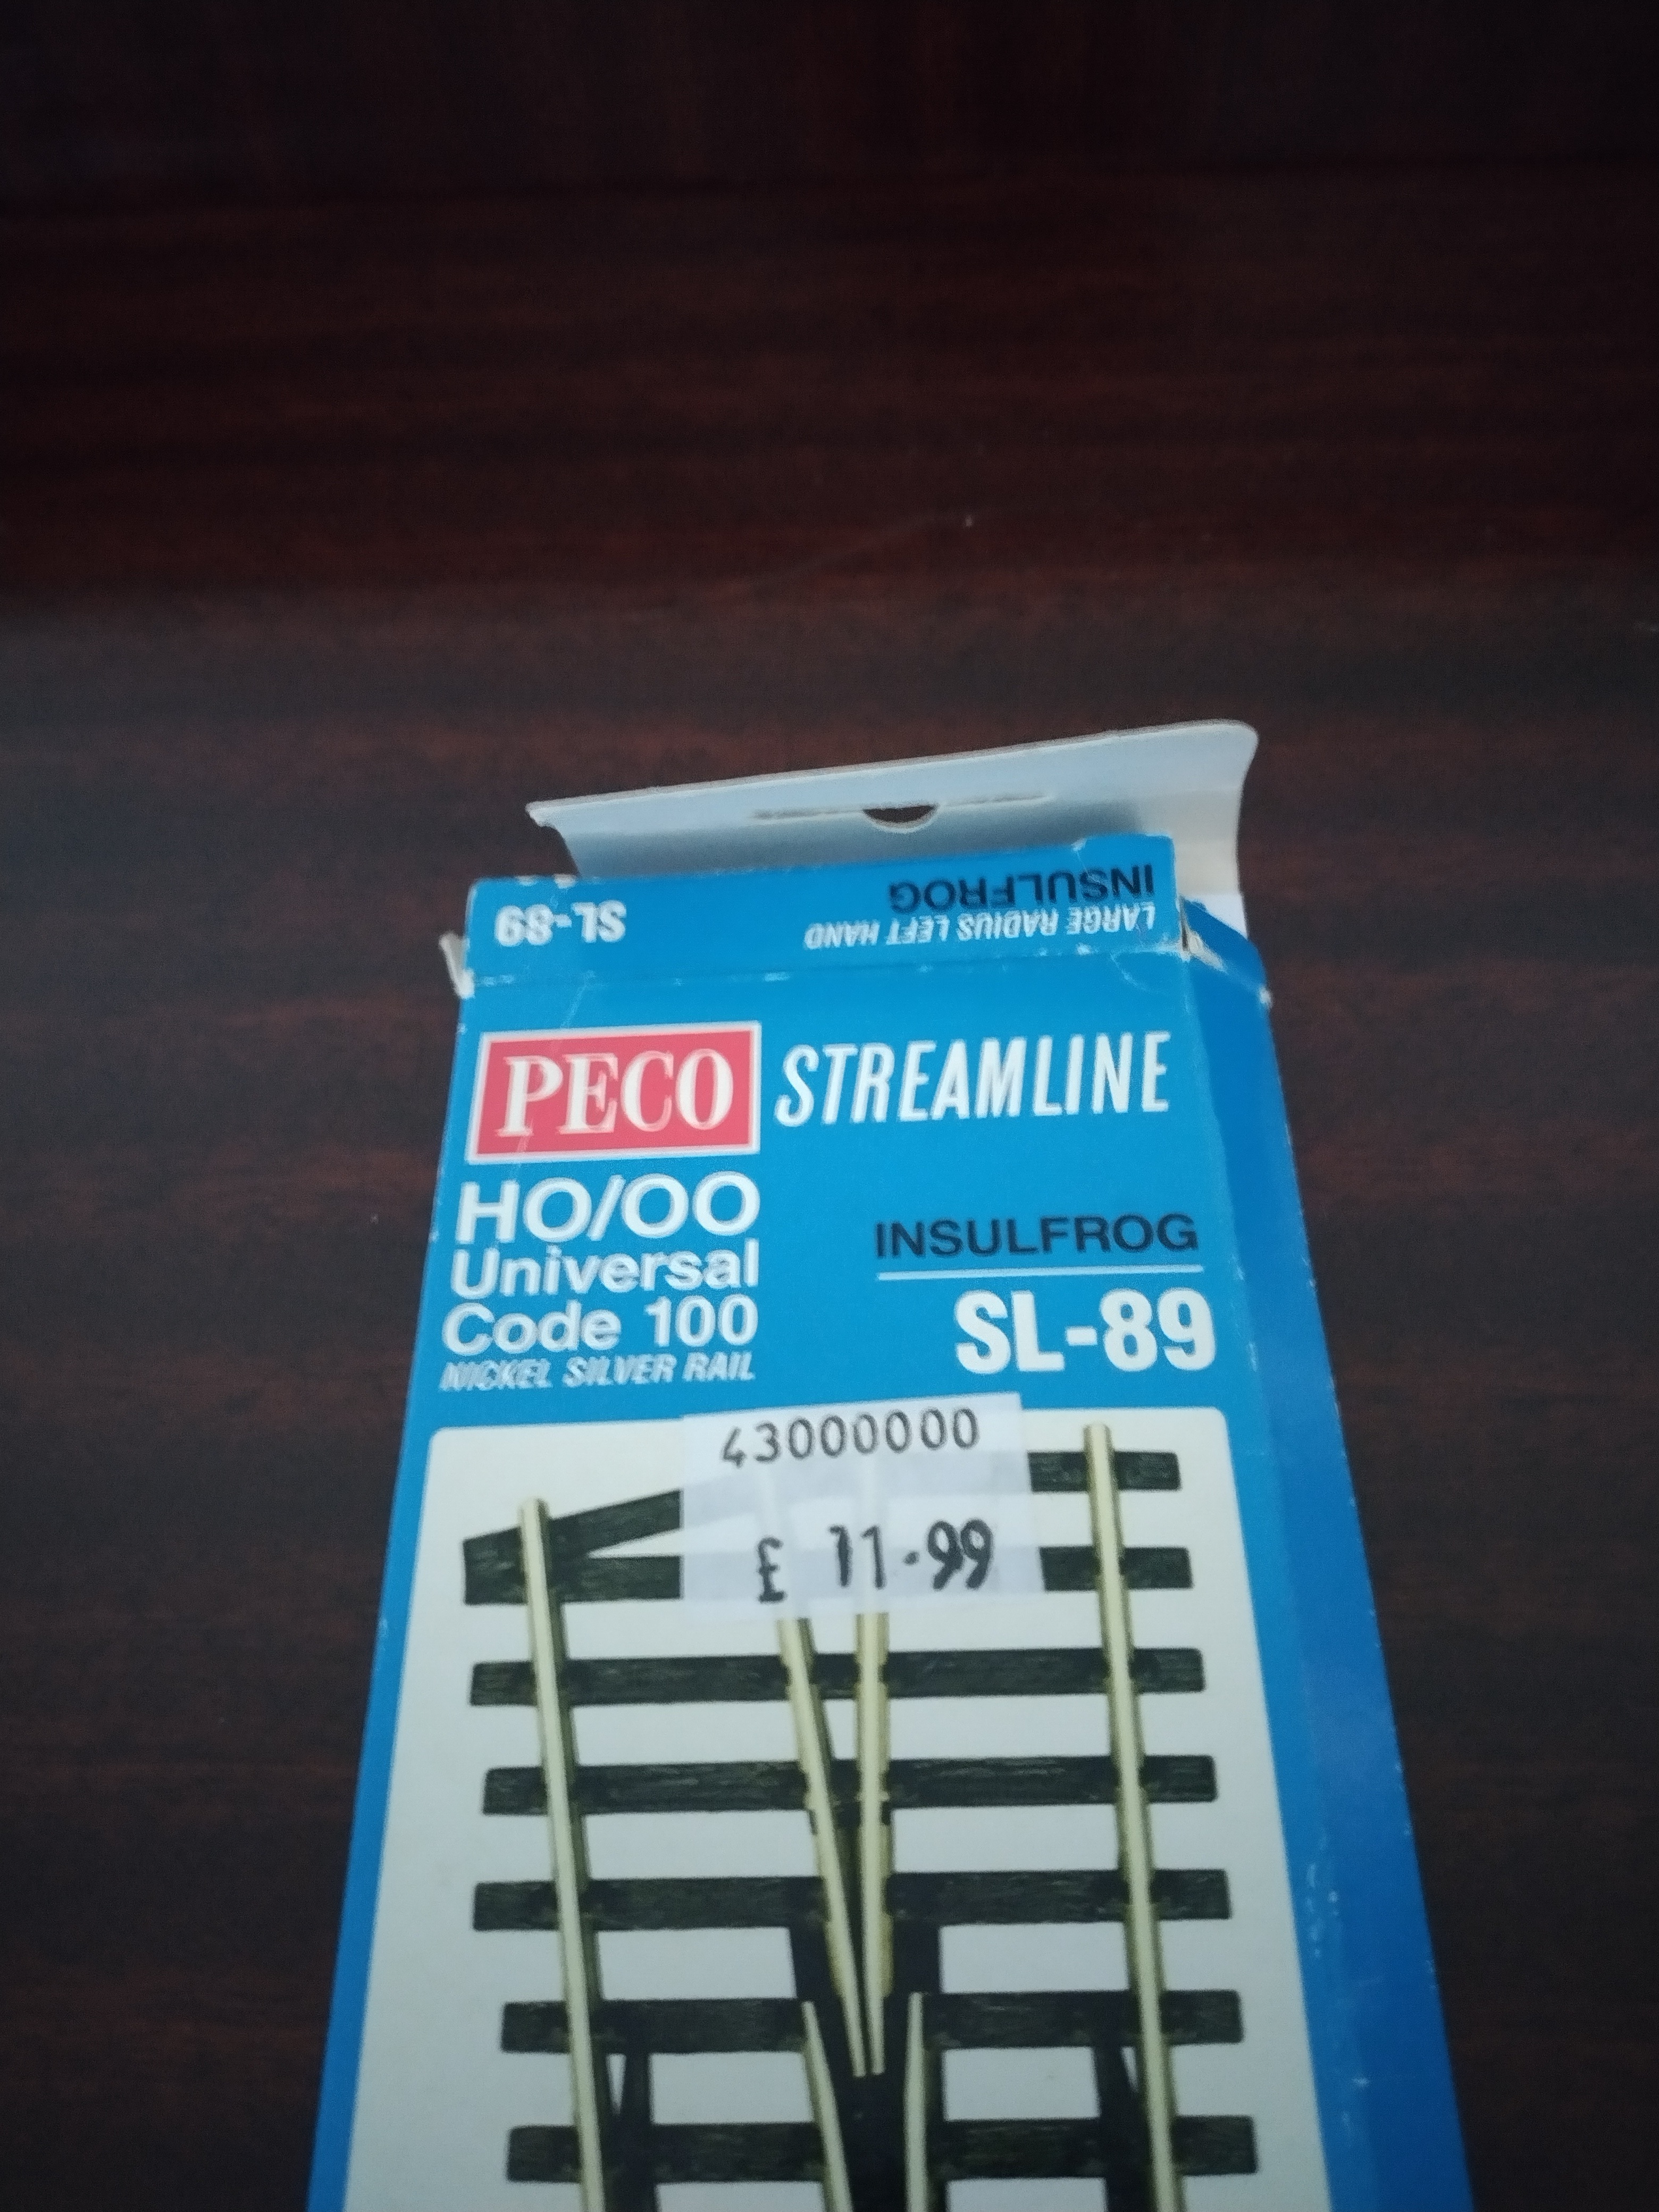 INSULFROG
LARGE RADIUS LEFT HAND
SL-89
PECO STREAMLINE
HO/OO
Universal
Code 100
NICKEL SILVER RAIL
INSULFROG
SL-89
43000000
£ 11.99